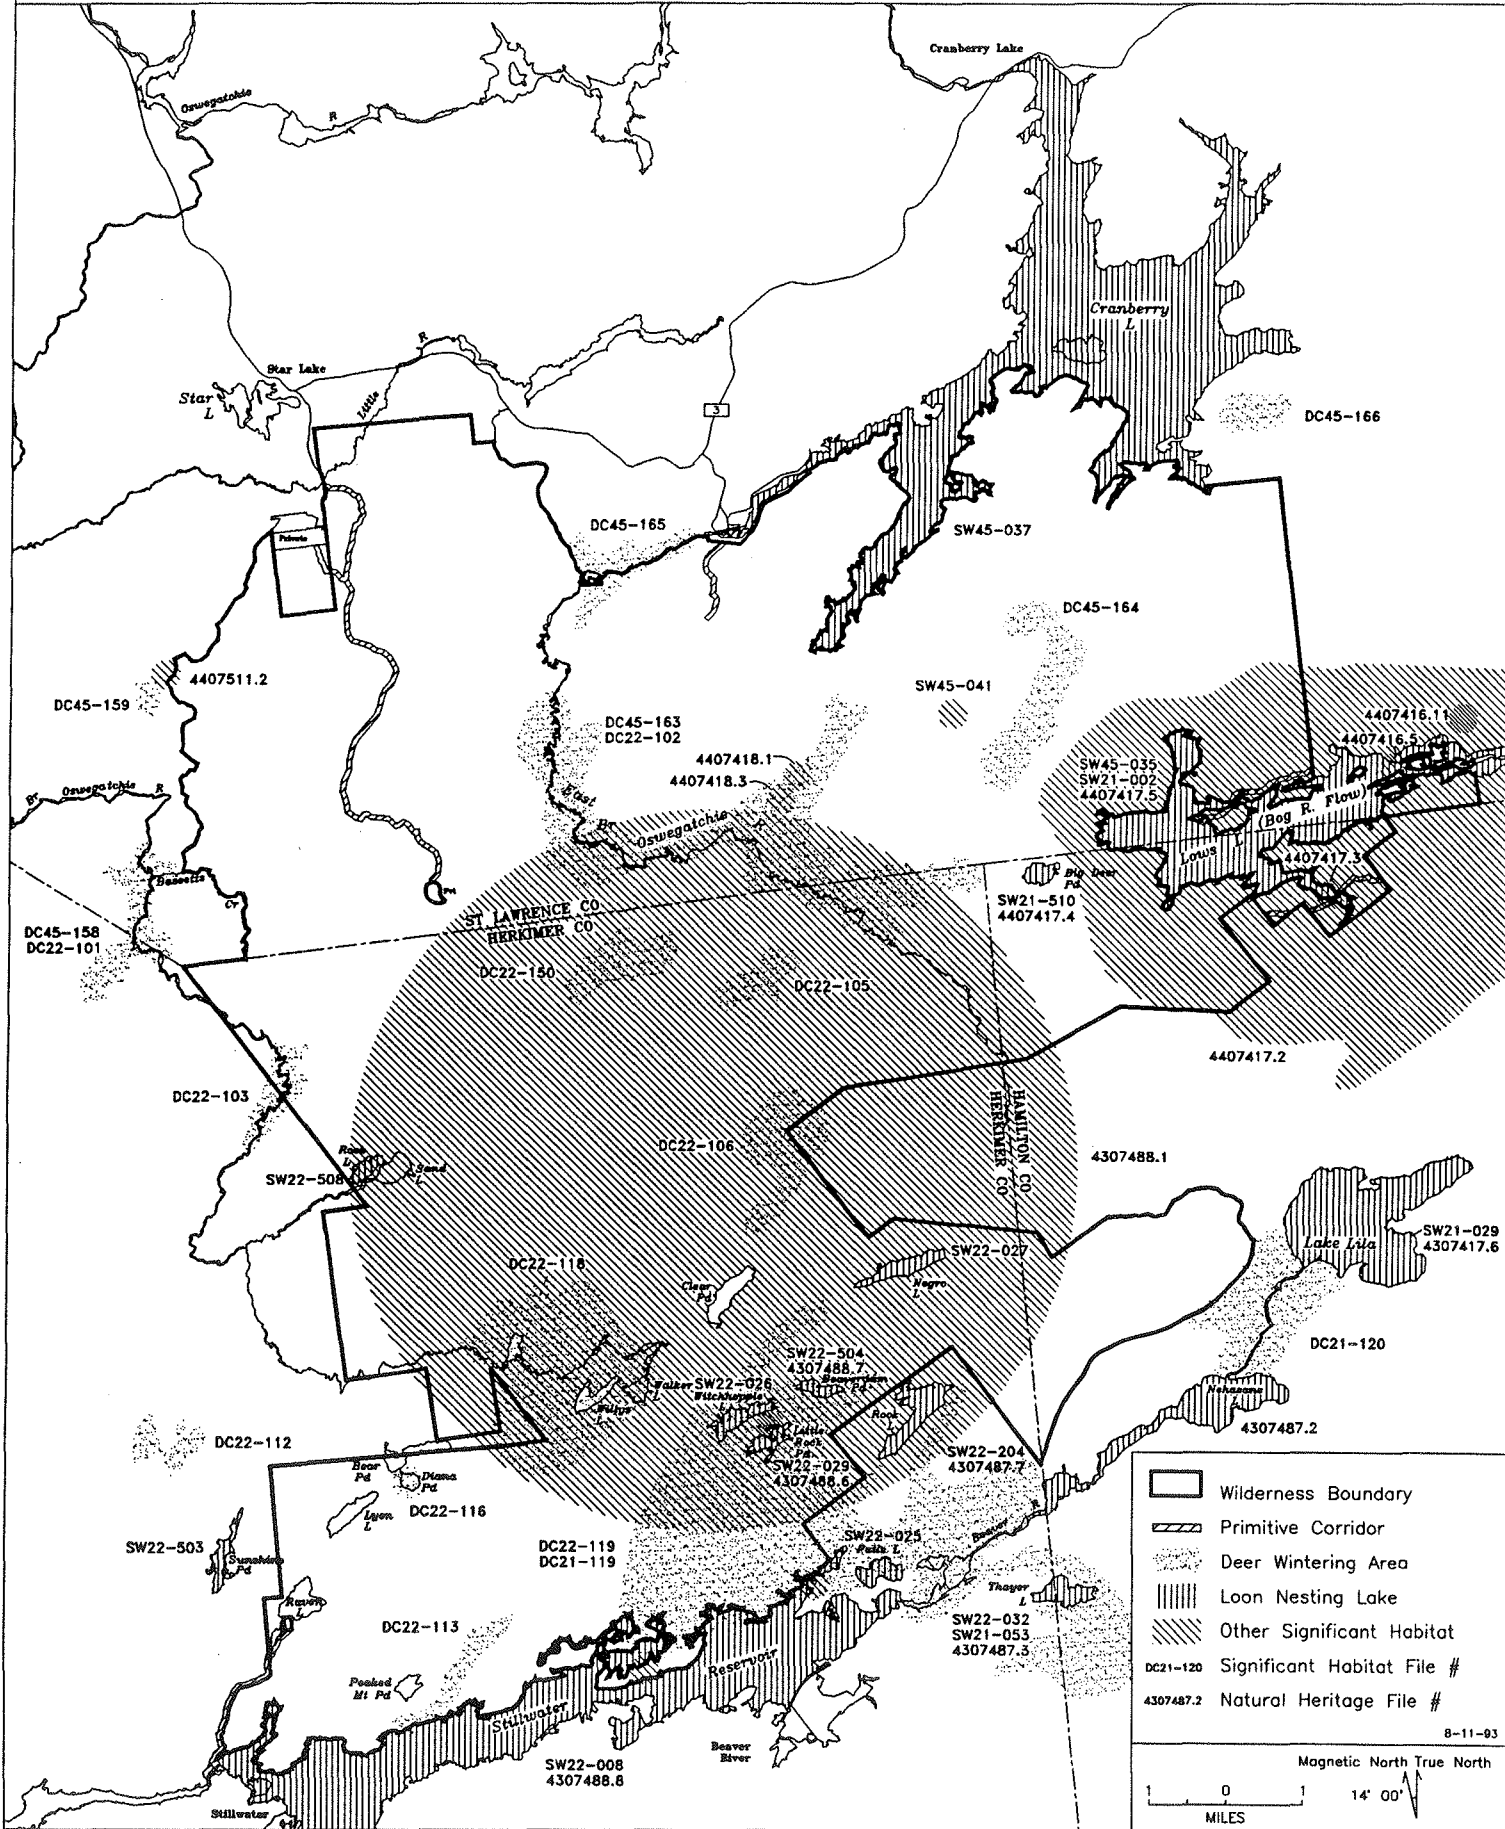 Cranberry Lake
Oswegatchie
R
Cranberry
L
R
Star Lake
Star
L
Little
3
DC45-166
DC45-165
SW45-037
Private
DC45-164
4407511.2
DC45-159
SW45-041
DC45-163
DC22-102
4407416.11
4407416.5
4407418.1
4407418.3
SW45-035
SW21-002
4407417.5
Br
Oswegatchie
R
East
Br
Oswegatchie
R
Lows L
(Bog R. Flow)
4407417.3
Big Deer
Pd
SW21-510
4407417.4
Bassetts
Cr
Pvt
ST LAWRENCE CO
HERKIMER CO
DC45-158
DC22-101
DC22-150
DC22-105
4407417.2
DC22-103
HAMILTON CO
HERKIMER CO
DC22-106
4307488.1
Rose
L
Sand
L
SW22-508
SW21-029
4307417.6
Lake Lila
SW22-027
Negro
L
DC22-118
Clear
Pd
DC21-120
SW22-504
4307488.7
Beaverdam
Pd
Walker
L
SW22-026
Witchhopple
L
Willys
L
Nehasane
L
Rock
L
Little
Rock
Pd
4307487.2
DC22-112
SW22-204
4307487.7
SW22-029
4307488.6
Bear
Pd
Diana
Pd
Lyon
L
DC22-116
SW22-503
Sunshine
Pd
DC22-119
DC21-119
SW22-025
Beaver
R
Thayer
L
Raven
L
DC22-113
SW22-032
SW21-053
4307487.3
Peaked
Mt Pd
Stillwater
Reservoir
Beaver
River
SW22-008
4307488.8
Stillwater
Wilderness Boundary
Primitive Corridor
Deer Wintering Area
Loon Nesting Lake
Other Significant Habitat
DC21-120 Significant Habitat File #
4307487.2 Natural Heritage File #
8-11-93
Magnetic North True North
1 0 1
14' 00'
MILES